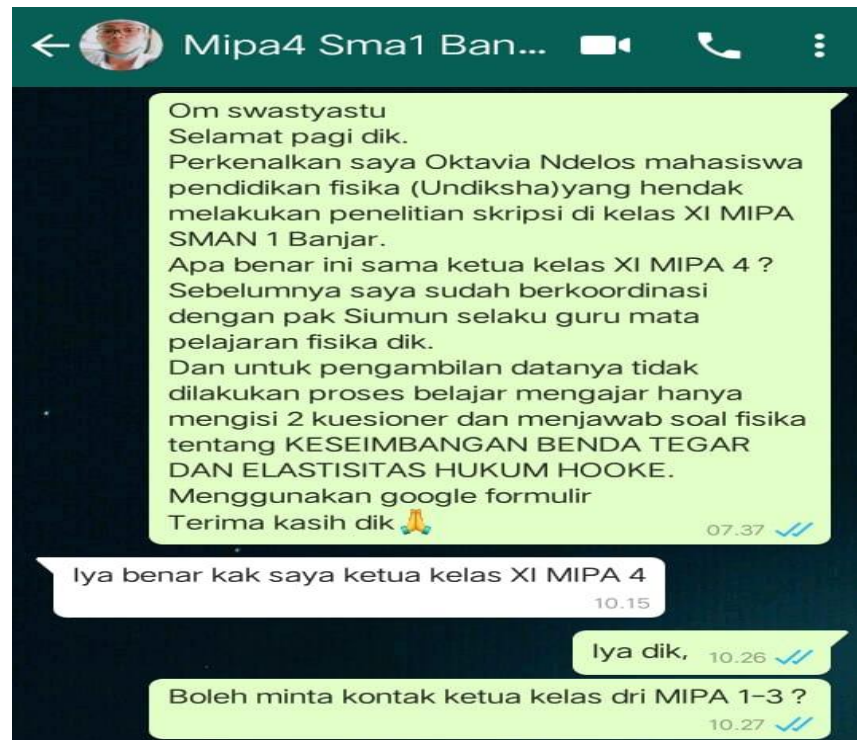 Mipa4 Sma1 Ban...
Om swastyastu
Selamat pagi dik.
Perkenalkan saya Oktavia Ndelos mahasiswa
pendidikan fisika (Undiksha)yang hendak
melakukan penelitian skripsi di kelas XI MIPA
SMAN 1 Banjar.
Apa benar ini sama ketua kelas XI MIPA 4 ?
Sebelumnya saya sudah berkoordinasi
dengan pak Siumun selaku guru mata
pelajaran fisika dik.
Dan untuk pengambilan datanya tidak
dilakukan proses belajar mengajar hanya
mengisi 2 kuesioner dan menjawab soal fisika
tentang KESEIMBANGAN BENDA TEGAR
DAN ELASTISITAS HUKUM HOOKE.
Menggunakan google formulir
Terima kasih dik 🙏 07.37
Iya benar kak saya ketua kelas XI MIPA 4
10.15
Iya dik, 10.26
Boleh minta kontak ketua kelas dri MIPA 1-3 ?
10.27